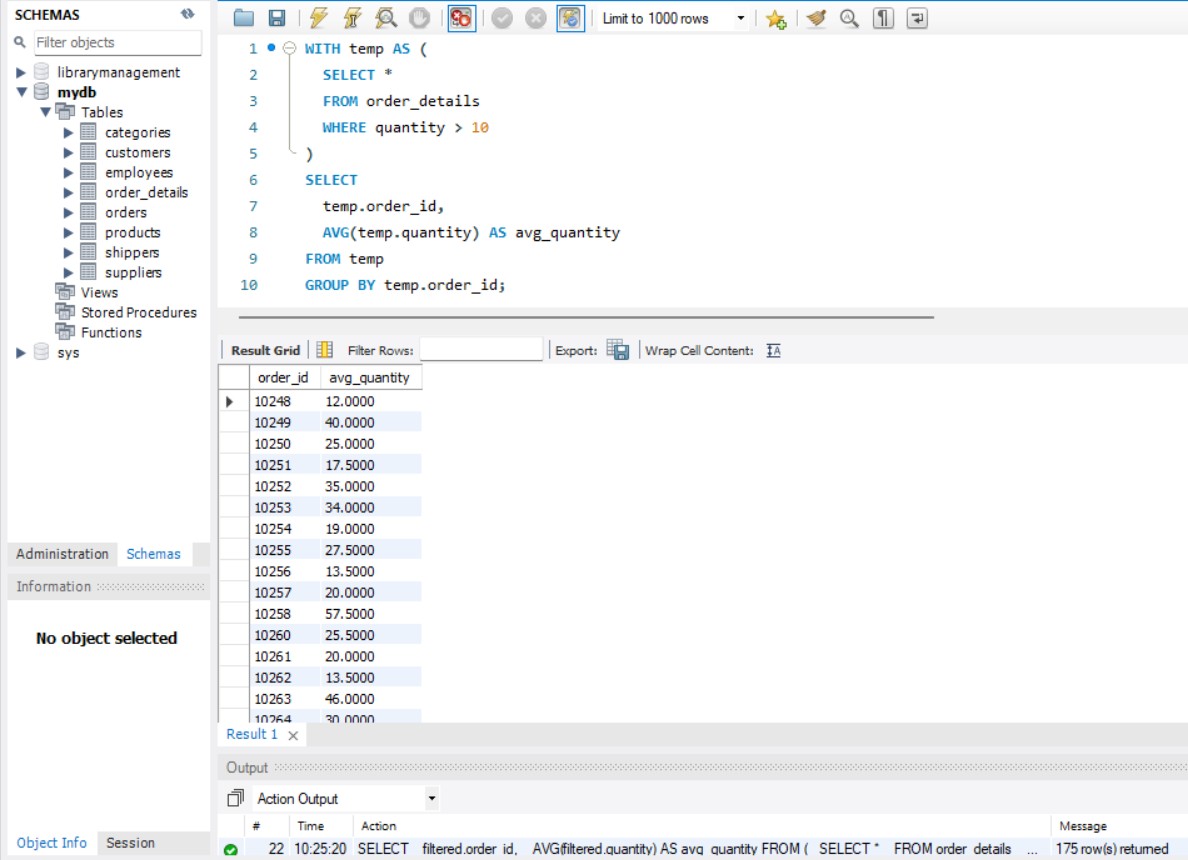 SCHEMAS
Filter objects
librarymanagement
mydb
Tables
categories
customers
employees
order_details
orders
products
shippers
suppliers
Views
Stored Procedures
Functions
sys
Administration Schemas
Information
No object selected
Object Info Session
Limit to 1000 rows
1 WITH temp AS (
2 SELECT *
3 FROM order_details
4 WHERE quantity > 10
5 )
6 SELECT
7 temp.order_id,
8 AVG(temp.quantity) AS avg_quantity
9 FROM temp
10 GROUP BY temp.order_id;
Result Grid Filter Rows: Export: Wrap Cell Content:
order_id avg_quantity
10248 12.0000
10249 40.0000
10250 25.0000
10251 17.5000
10252 35.0000
10253 34.0000
10254 19.0000
10255 27.5000
10256 13.5000
10257 20.0000
10258 57.5000
10260 25.5000
10261 20.0000
10262 13.5000
10263 46.0000
10264 30.0000
Result 1
Output
Action Output
# Time Action Message
22 10:25:20 SELECT filtered.order_id, AVG(filtered.quantity) AS avg_quantity FROM ( SELECT * FROM order_details ... 175 row(s) returned